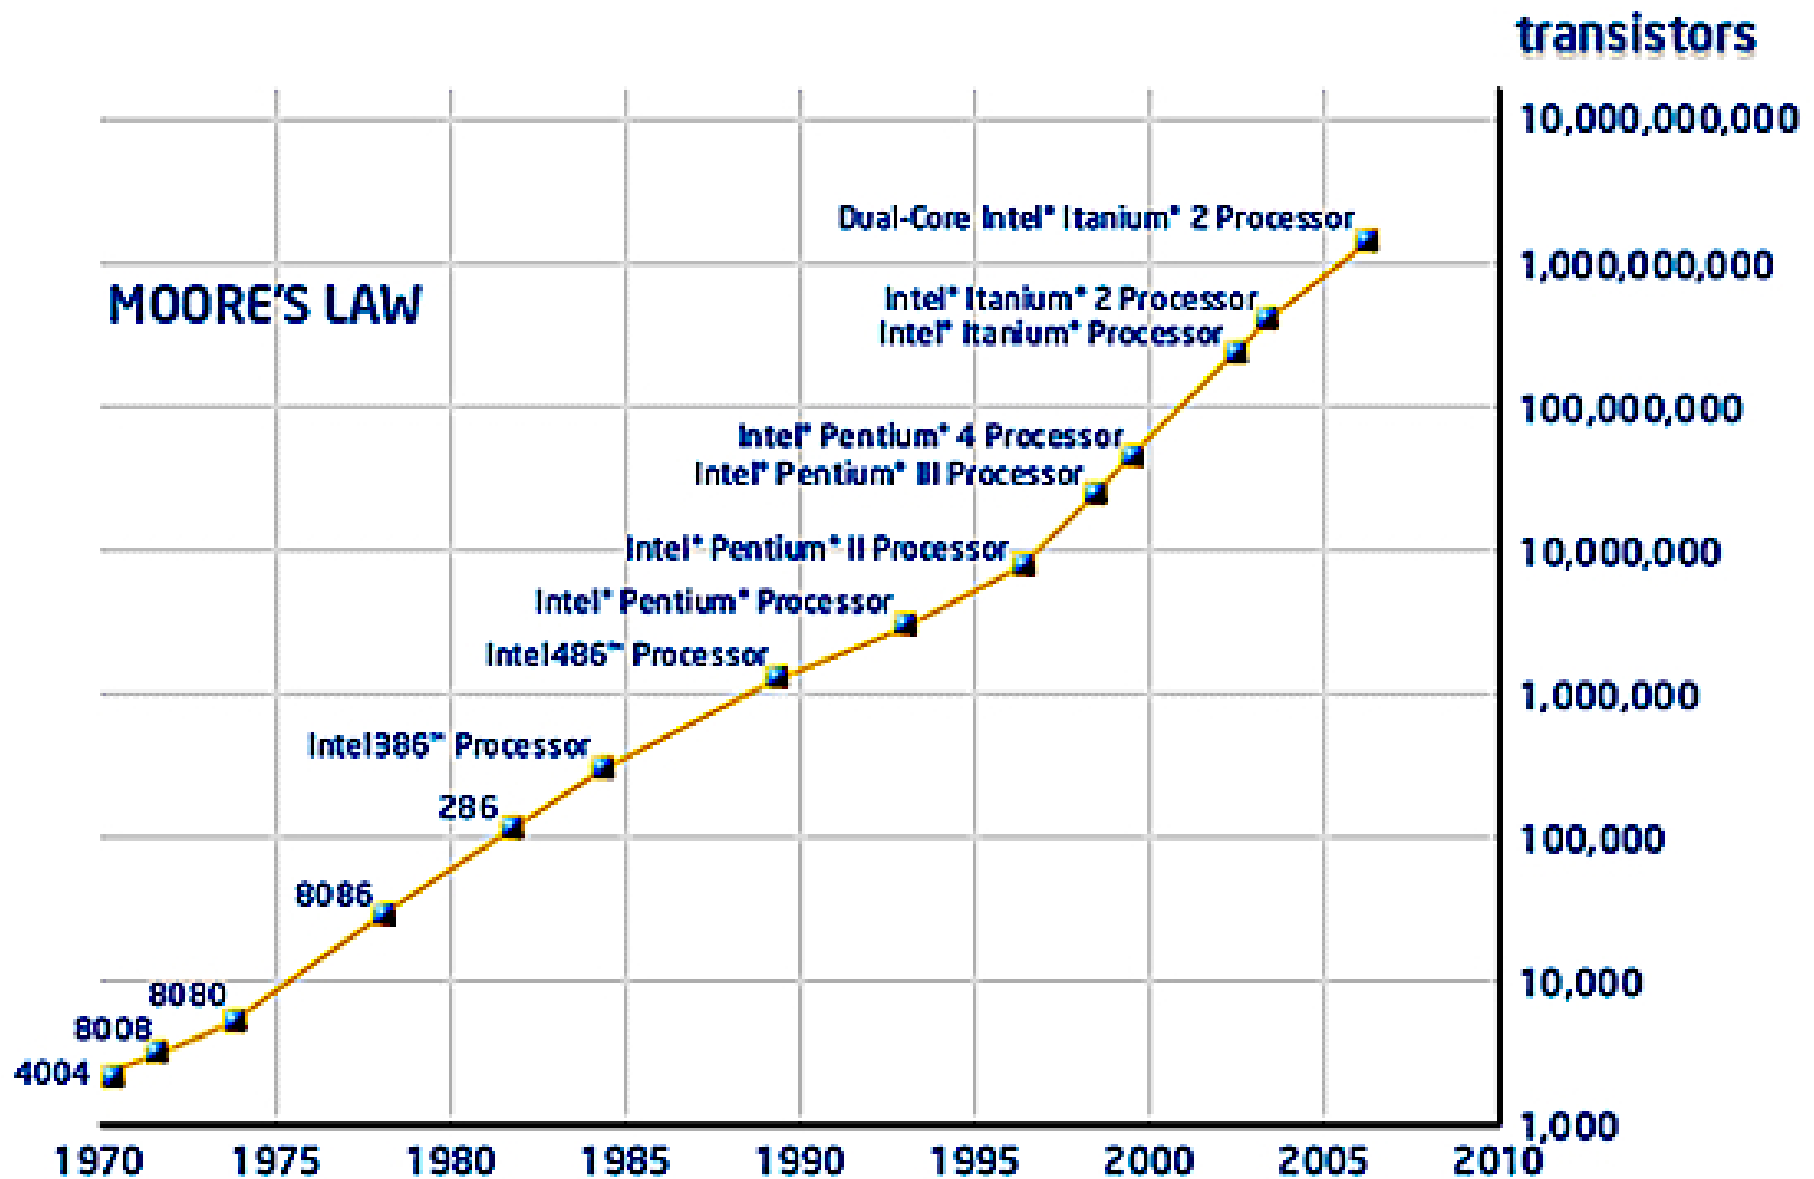 transistors
10,000,000,000
Dual-Core Intel® Itanium® 2 Processor
1,000,000,000
MOORE'S LAW
Intel® Itanium® 2 Processor
Intel® Itanium® Processor
100,000,000
Intel® Pentium® 4 Processor
Intel® Pentium® III Processor
Intel® Pentium® II Processor
10,000,000
Intel® Pentium® Processor
Intel486™ Processor
1,000,000
Intel386™ Processor
286
100,000
8086
10,000
8080
8008
4004
1,000
1970 1975 1980 1985 1990 1995 2000 2005 2010